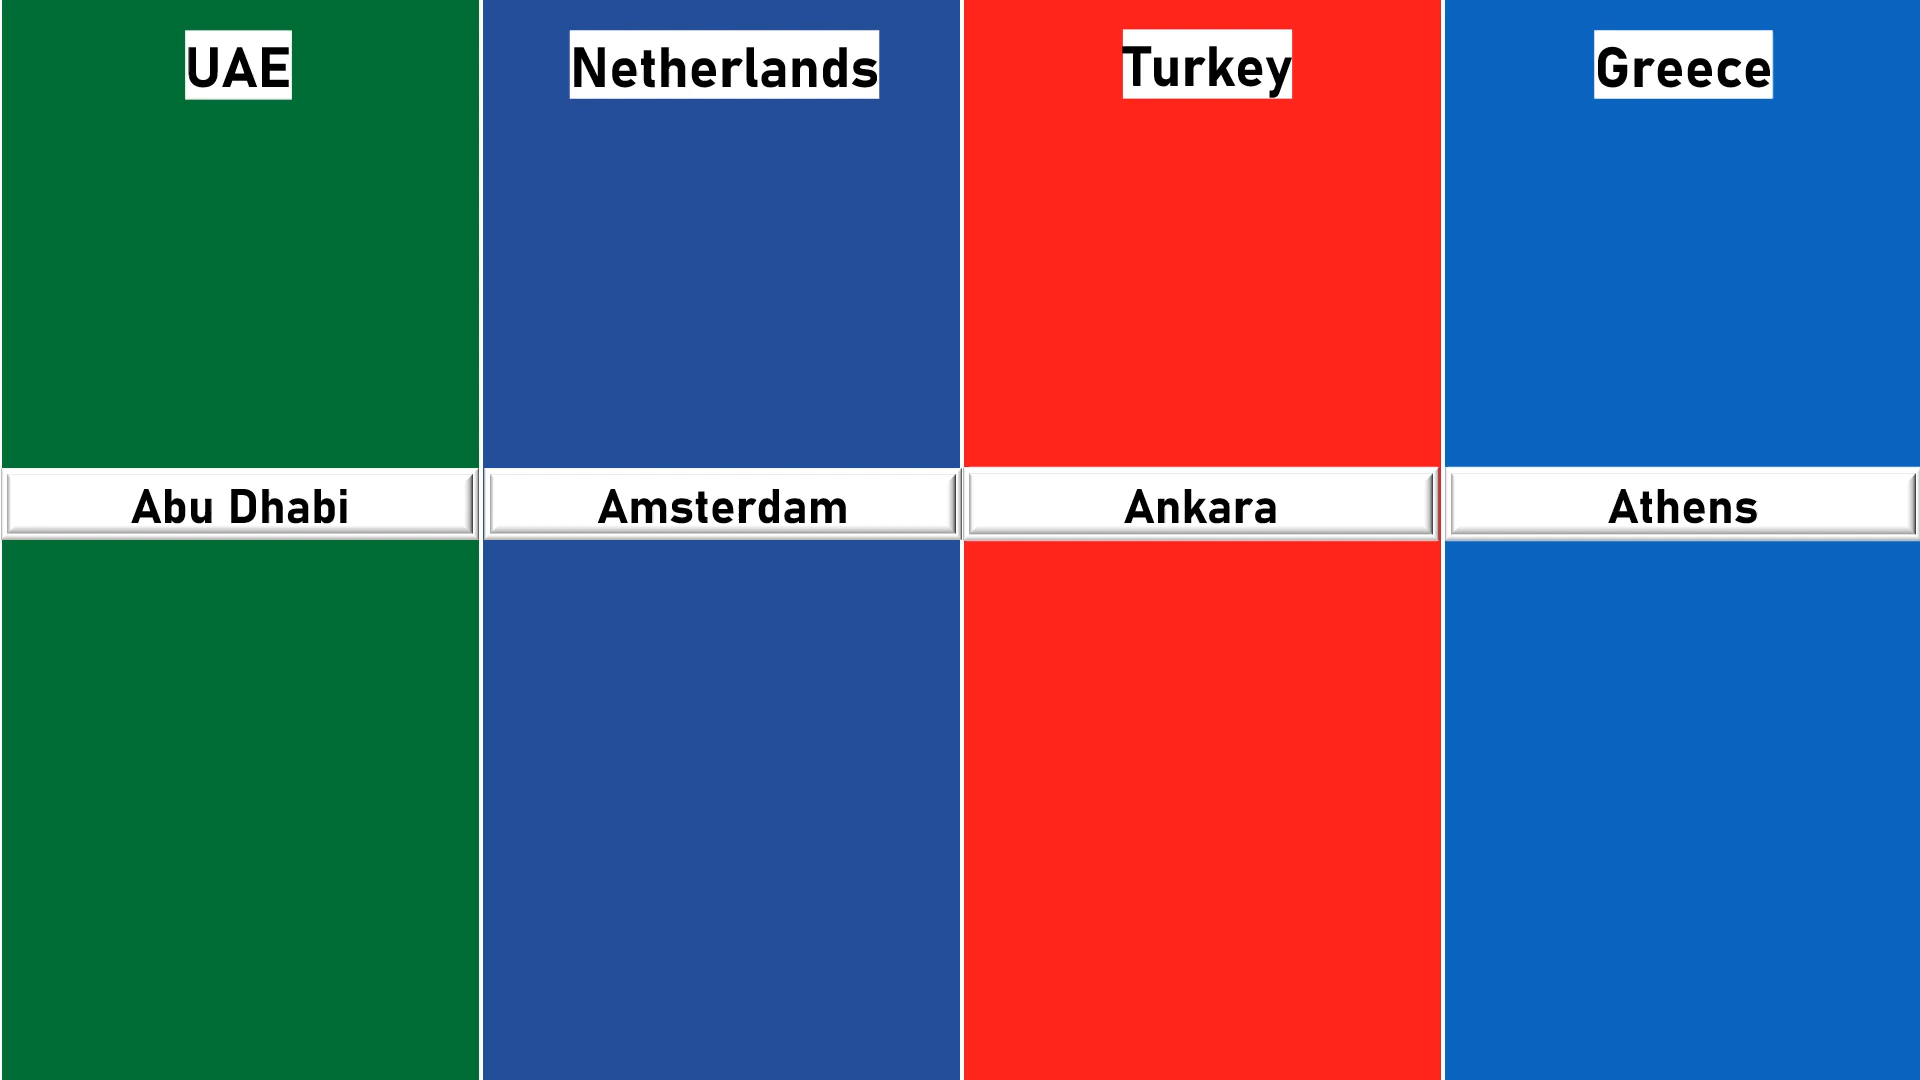 UAE
Netherlands
Turkey
Greece
Abu Dhabi
Amsterdam
Ankara
Athens